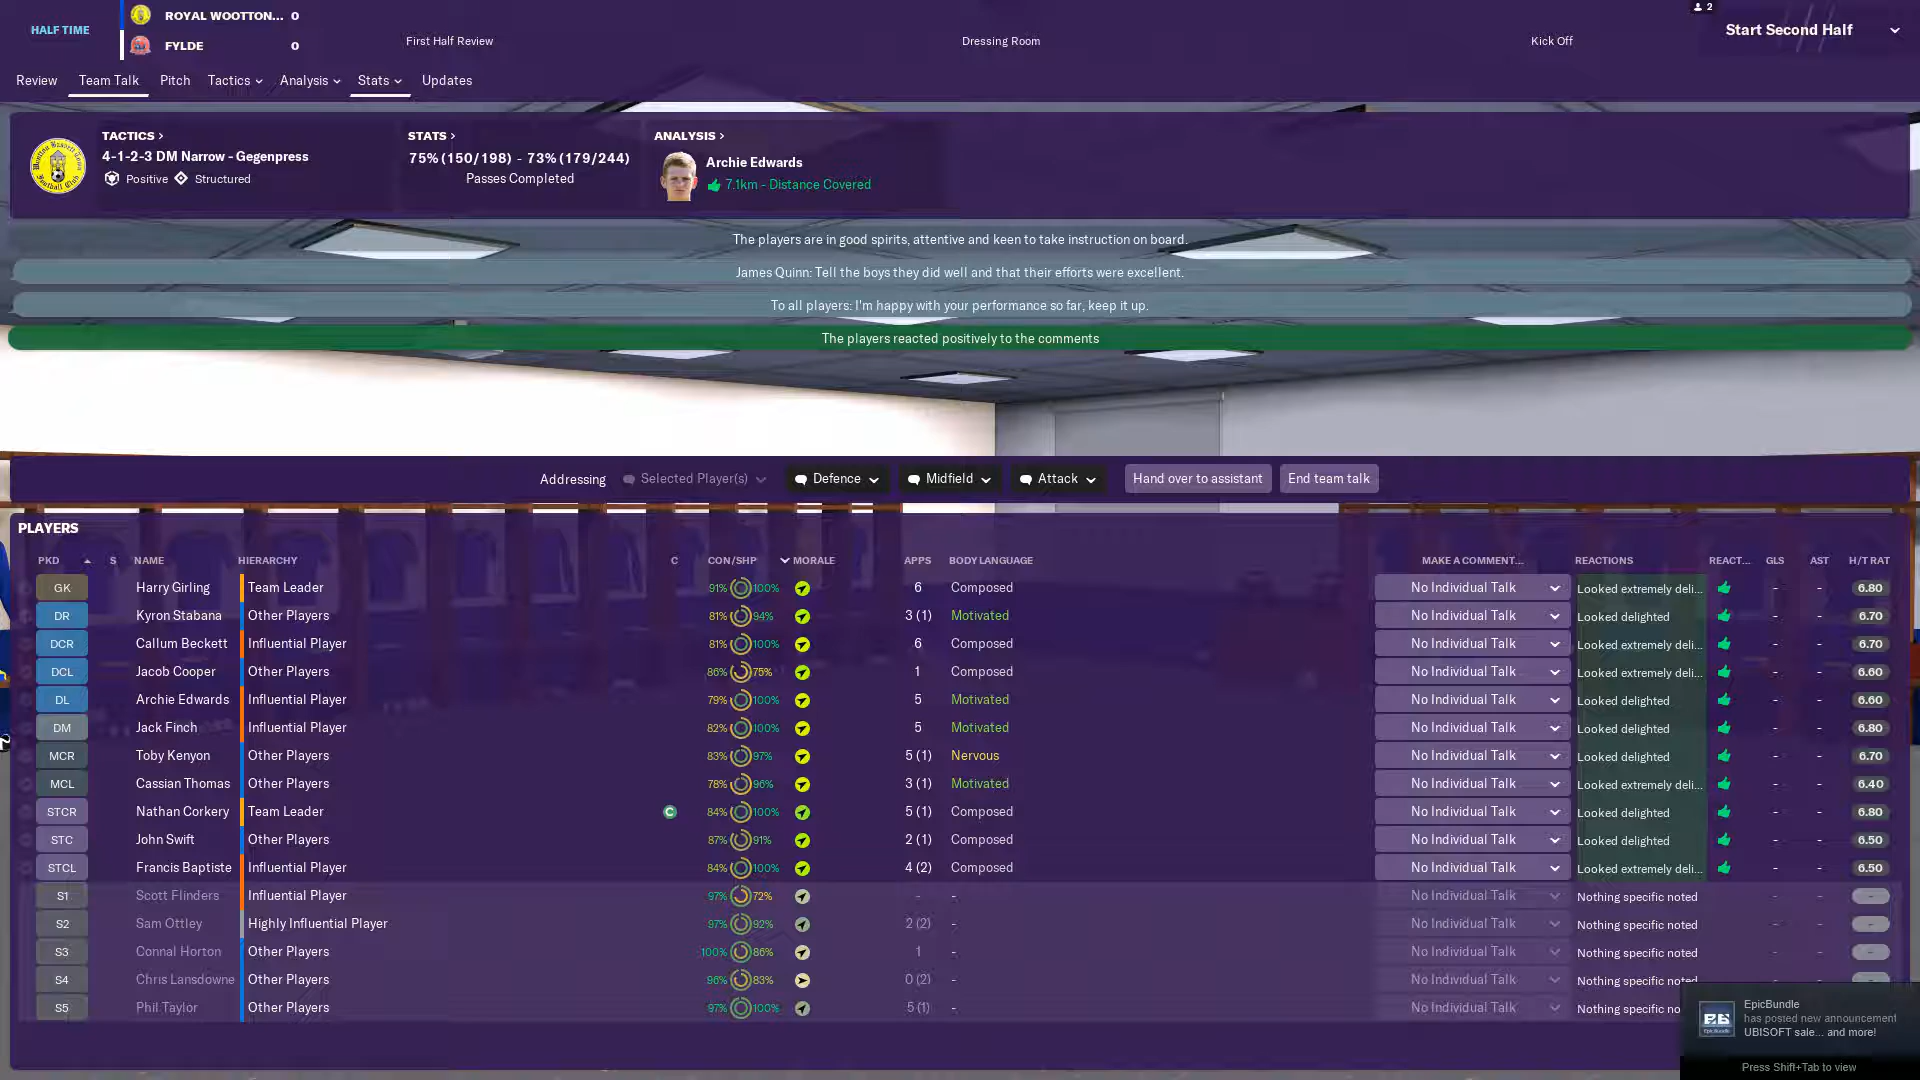 HALF TIME
ROYAL WOOTTON... 0
FYLDE 0
First Half Review
Dressing Room
Kick Off
2
Start Second Half
Review Team Talk Pitch Tactics Analysis Stats Updates
TACTICS >
4-1-2-3 DM Narrow - Gegenpress
Positive Structured
STATS >
75% (150/198) - 73% (179/244)
Passes Completed
ANALYSIS >
Archie Edwards
7.1km - Distance Covered
The players are in good spirits, attentive and keen to take instruction on board.
James Quinn: Tell the boys they did well and that their efforts were excellent.
To all players: I'm happy with your performance so far, keep it up.
The players reacted positively to the comments
Addressing Selected Player(s) Defence Midfield Attack Hand over to assistant End team talk
PLAYERS
PKD S NAME HIERARCHY C CON/SHP MORALE APPS BODY LANGUAGE MAKE A COMMENT... REACTIONS REACT... GLS AST H/T RAT
GK Harry Girling Team Leader 91% 100% 6 Composed No Individual Talk Looked extremely deli... - - 6.80
DR Kyron Stabana Other Players 81% 94% 3 (1) Motivated No Individual Talk Looked delighted - - 6.70
DCR Callum Beckett Influential Player 81% 100% 6 Composed No Individual Talk Looked extremely deli... - - 6.70
DCL Jacob Cooper Other Players 86% 75% 1 Composed No Individual Talk Looked extremely deli... - - 6.60
DL Archie Edwards Influential Player 79% 100% 5 Motivated No Individual Talk Looked delighted - - 6.60
DM Jack Finch Influential Player 82% 100% 5 Motivated No Individual Talk Looked delighted - - 6.80
MCR Toby Kenyon Other Players 83% 97% 5 (1) Nervous No Individual Talk Looked delighted - - 6.70
MCL Cassian Thomas Other Players 78% 96% 3 (1) Motivated No Individual Talk Looked extremely deli... - - 6.40
STCR Nathan Corkery Team Leader C 84% 100% 5 (1) Composed No Individual Talk Looked delighted - - 6.80
STC John Swift Other Players 87% 91% 2 (1) Composed No Individual Talk Looked delighted - - 6.50
STCL Francis Baptiste Influential Player 84% 100% 4 (2) Composed No Individual Talk Looked extremely deli... - - 6.50
S1 Scott Flinders Influential Player 97% 72% - - No Individual Talk Nothing specific noted - - -
S2 Sam Ottley Highly Influential Player 97% 92% 2 (2) - No Individual Talk Nothing specific noted - - -
S3 Connal Horton Other Players 100% 86% 1 - No Individual Talk Nothing specific noted - - -
S4 Chris Lansdowne Other Players 96% 83% 0 (2) - No Individual Talk Nothing specific noted - - -
S5 Phil Taylor Other Players 97% 100% 5 (1) - No Individual Talk Nothing specific no
EpicBundle
has posted new announcement
UBISOFT sale... and more!
Press Shift+Tab to view